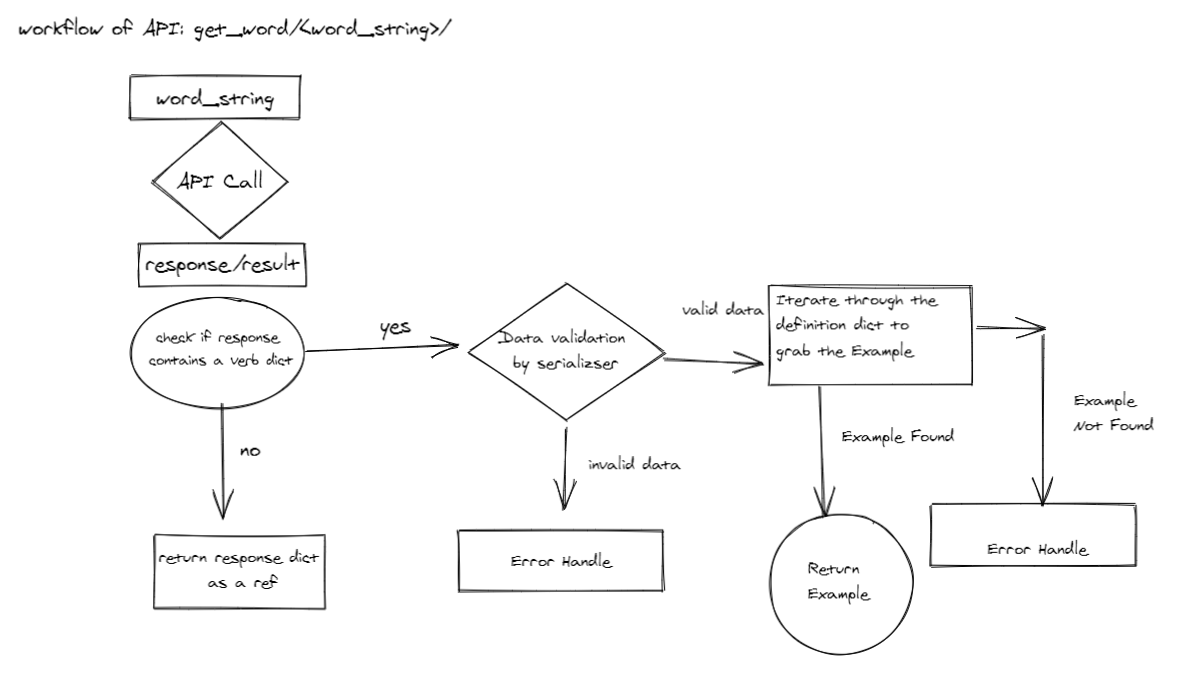 workflow of API: get_word/<word_string>/
word_string
API Call
response/result
check if response
contains a verb dict
yes
no
return response dict
as a ref
Data validation
by serializser
invalid data
Error Handle
valid data
Iterate through the
definition dict to
grab the Example
Example Found
Return
Example
Example
Not Found
Error Handle